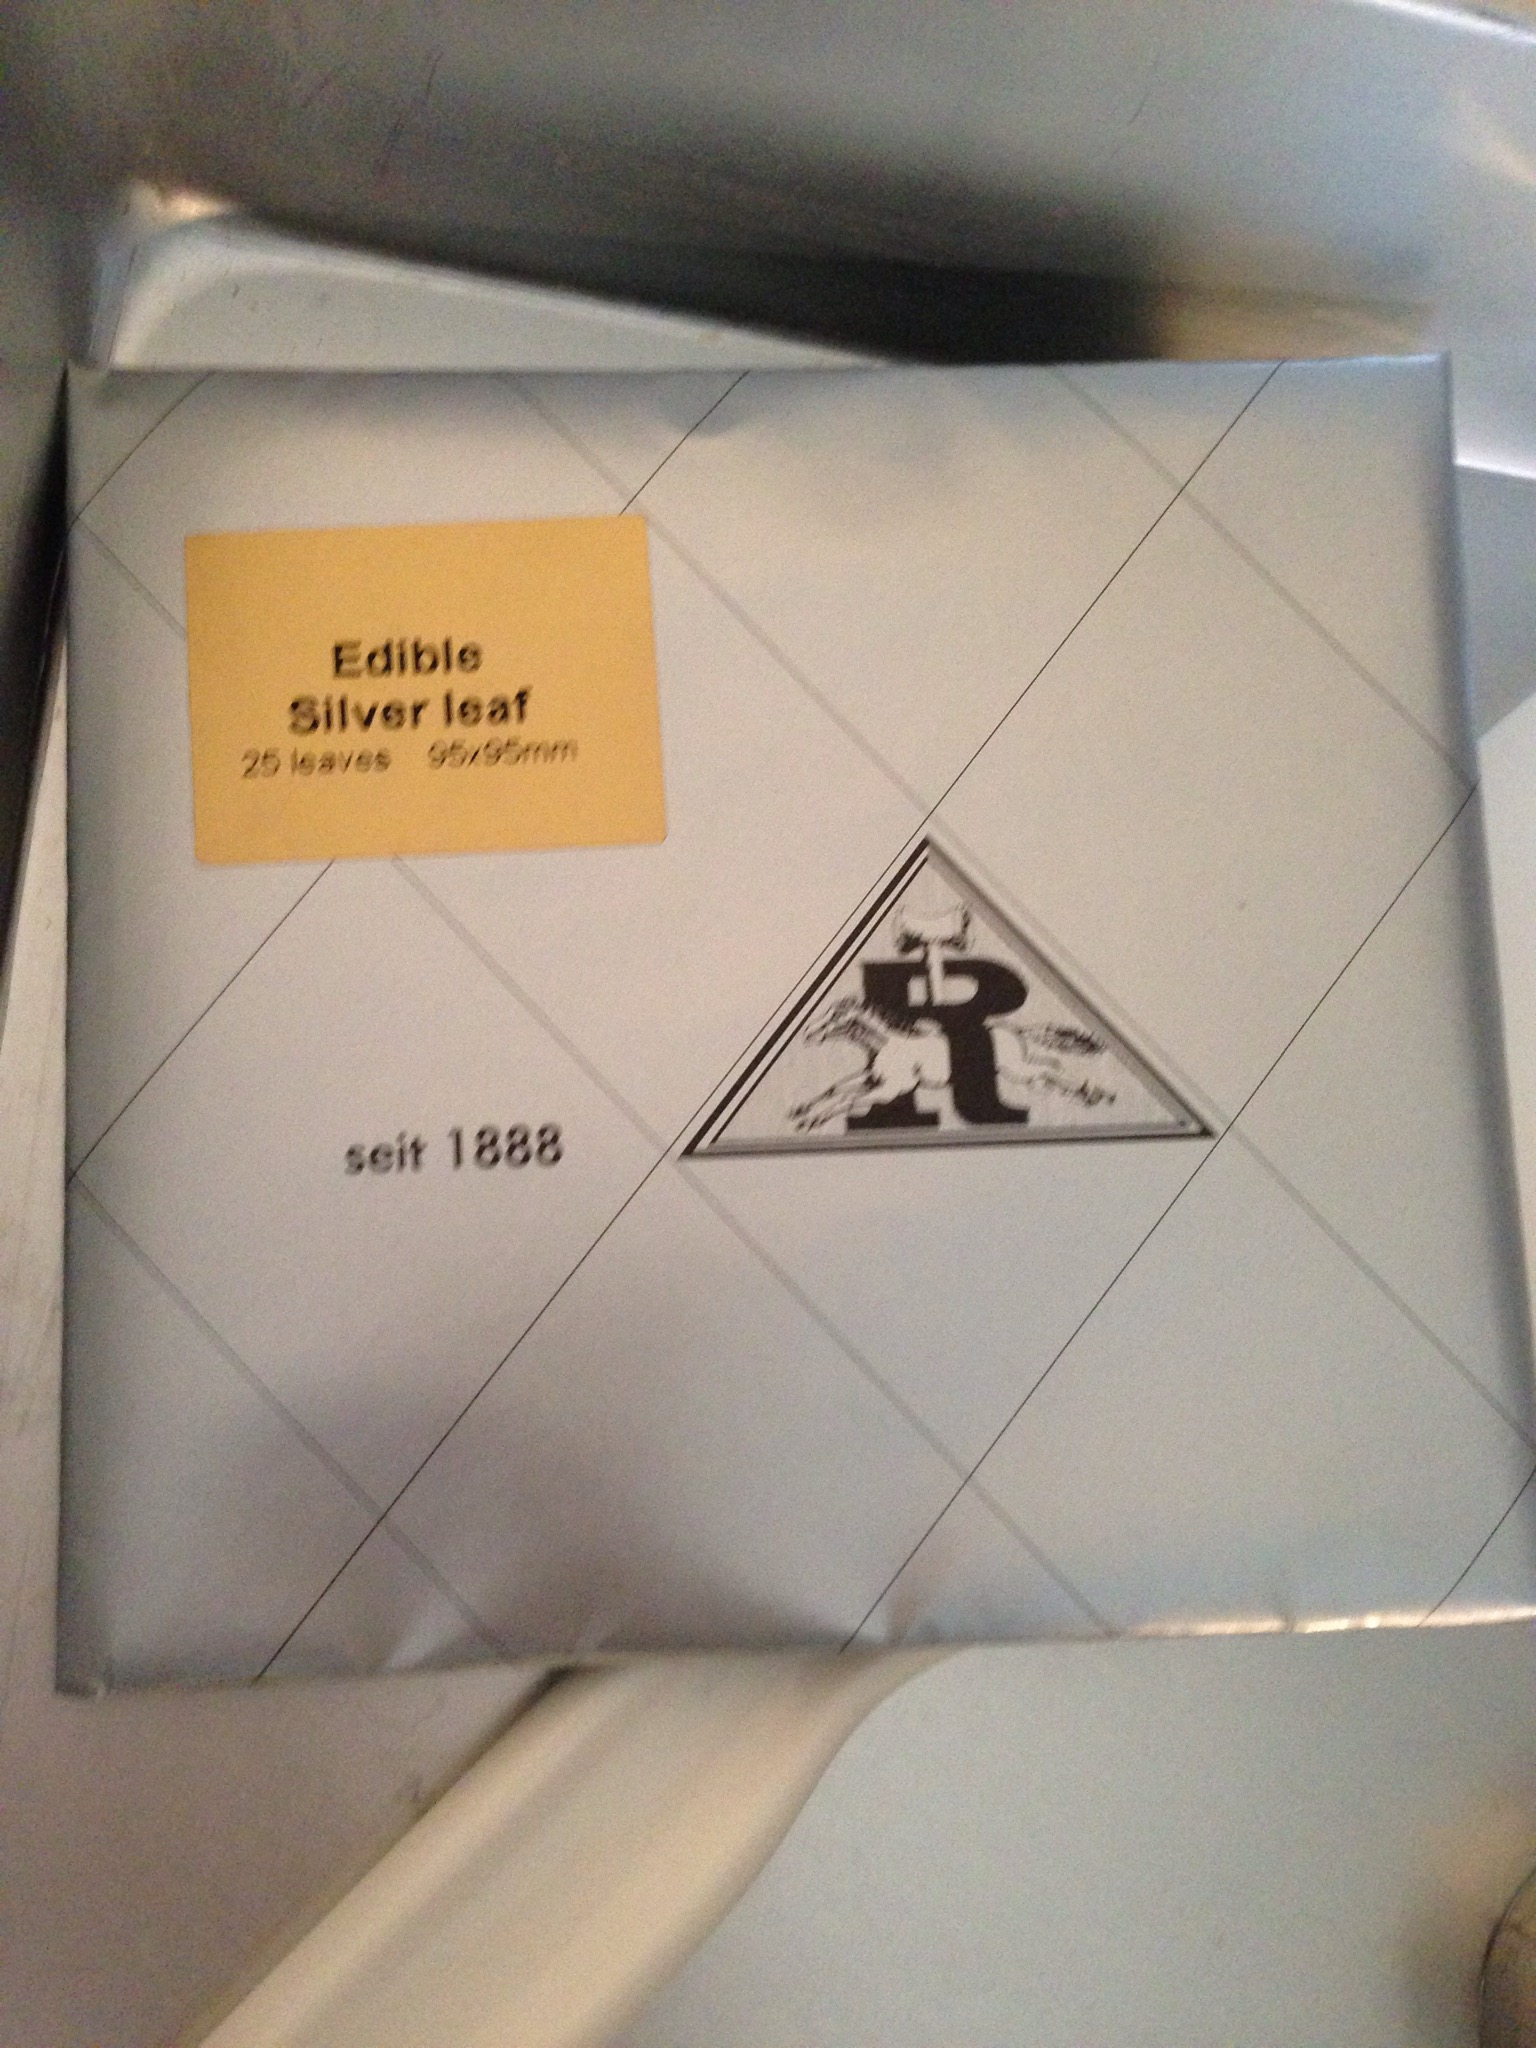 Edible
Silver leaf
25 leaves 95x95mm
R
seit 1888